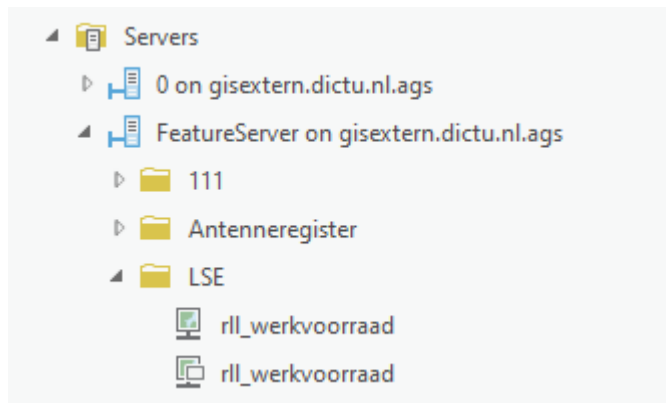 Servers
0 on gisextern.dictu.nl.ags
FeatureServer on gisextern.dictu.nl.ags
111
Antenneregister
LSE
rll_werkvoorraad
rll_werkvoorraad